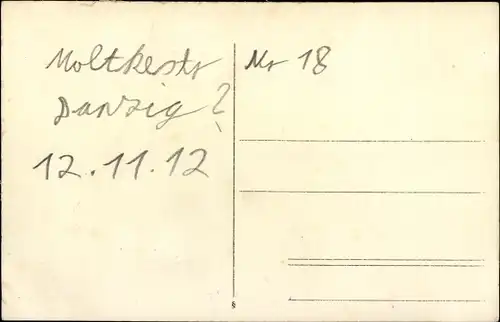 Moltkestr Nr 18
Danzig?
12.11.12
§